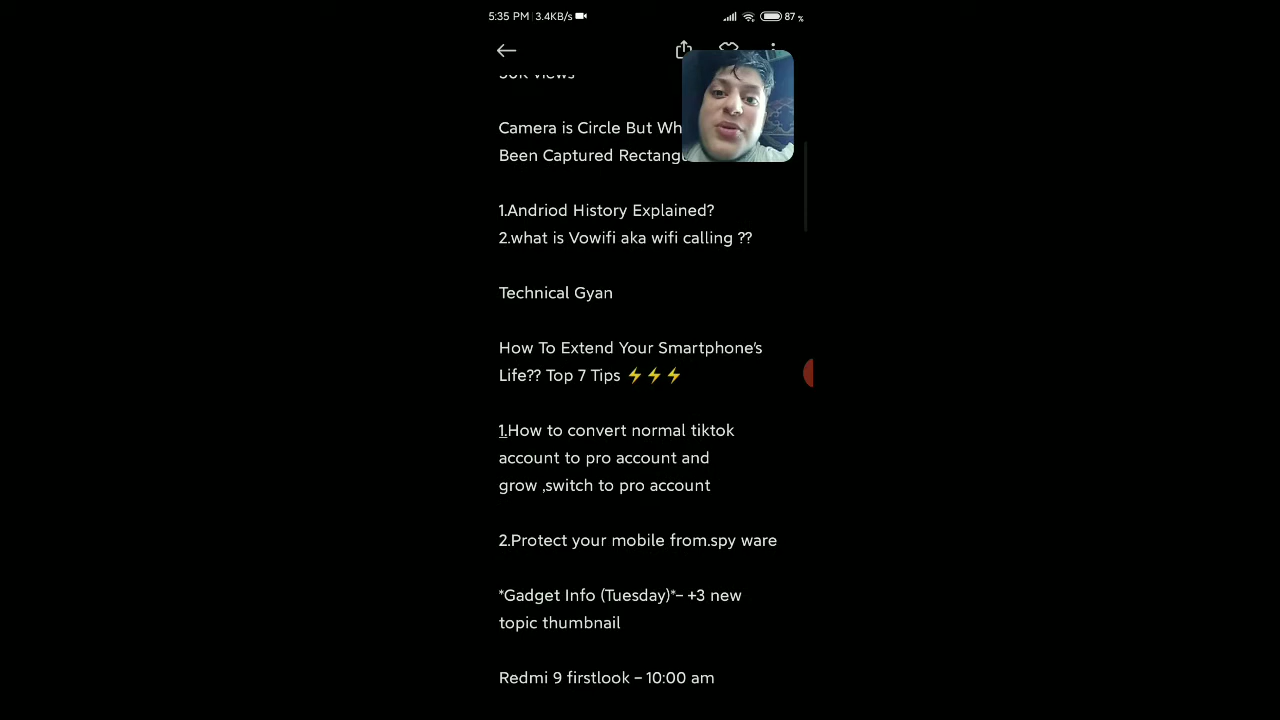 5:35 PM 3.4KB/s 87 %
views
Camera is Circle But
Been Captured
1.Andriod History Explained?
2.what is Vowifi aka wifi calling ??
Technical Gyan
How To Extend Your Smartphone's
Life?? Top 7 Tips ⚡⚡⚡
1.How to convert normal tiktok
account to pro account and
grow ,switch to pro account
2.Protect your mobile from.spy ware
*Gadget Info (Tuesday)*– +3 new
topic thumbnail
Redmi 9 firstlook – 10:00 am